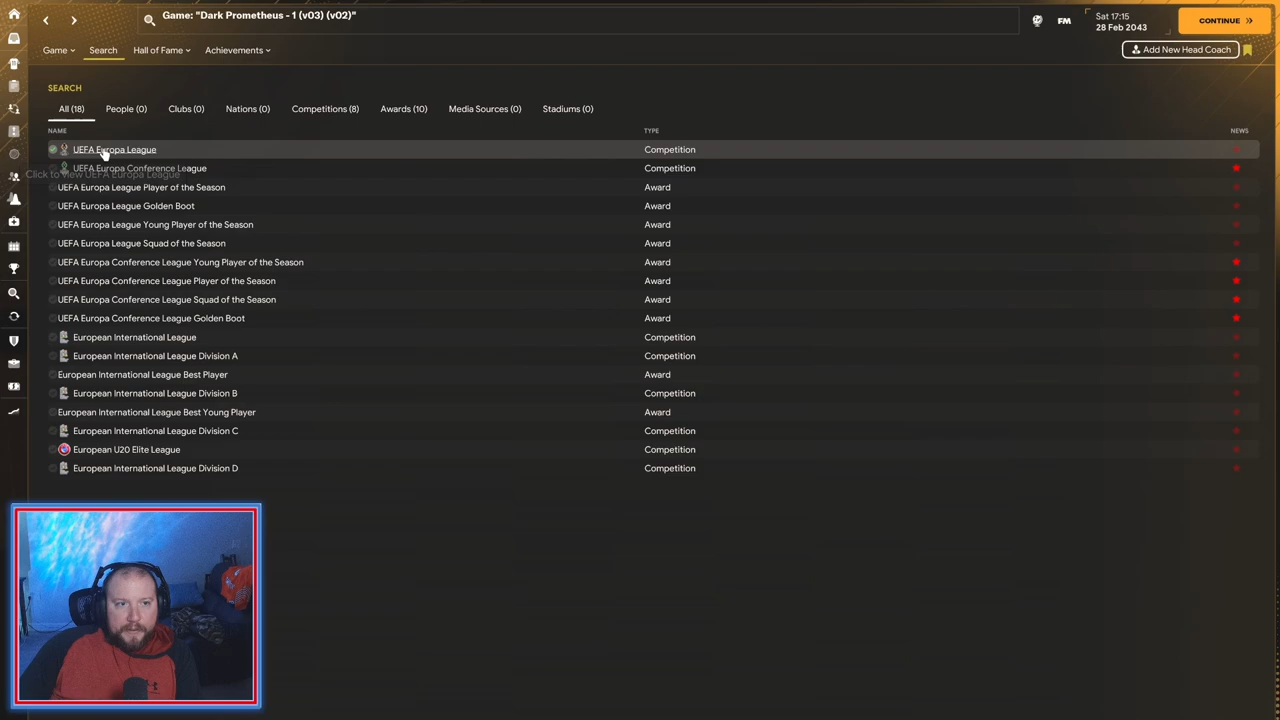 Game: "Dark Prometheus - 1 (v03) (v02)"
FM
Sat 17:15
28 Feb 2043
CONTINUE
Game
Search
Hall of Fame
Achievements
Add New Head Coach
SEARCH
All (18)
People (0)
Clubs (0)
Nations (0)
Competitions (8)
Awards (10)
Media Sources (0)
Stadiums (0)
NAME TYPE NEWS
UEFA Europa League Competition
UEFA Europa Conference League Competition
Click to view UEFA Europa League
UEFA Europa League Player of the Season Award
UEFA Europa League Golden Boot Award
UEFA Europa League Young Player of the Season Award
UEFA Europa League Squad of the Season Award
UEFA Europa Conference League Young Player of the Season Award
UEFA Europa Conference League Player of the Season Award
UEFA Europa Conference League Squad of the Season Award
UEFA Europa Conference League Golden Boot Award
European International League Competition
European International League Division A Competition
European International League Best Player Award
European International League Division B Competition
European International League Best Young Player Award
European International League Division C Competition
European U20 Elite League Competition
European International League Division D Competition